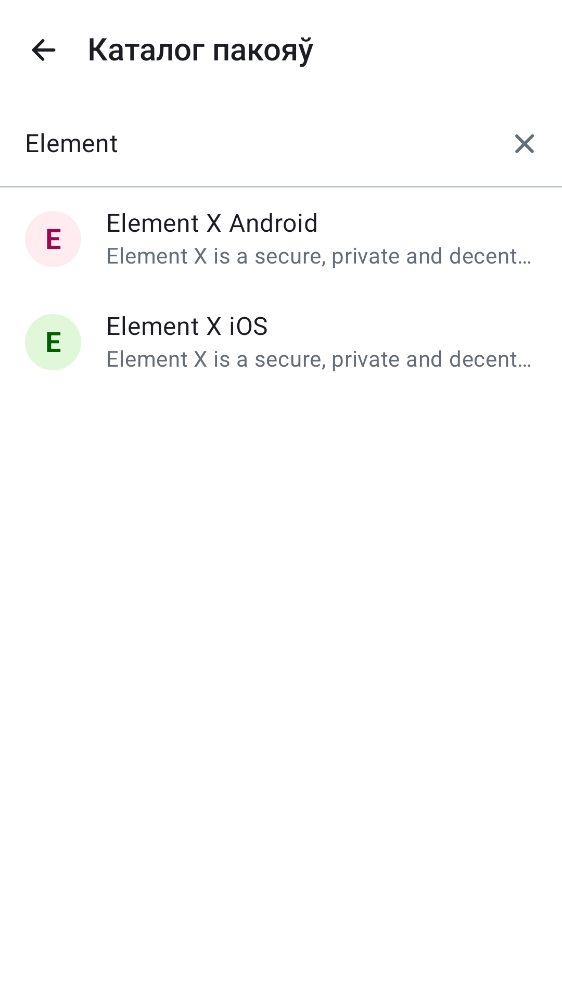 Каталог пакояў
Element
E
Element X Android
Element X is a secure, private and decent...
E
Element X iOS
Element X is a secure, private and decent...